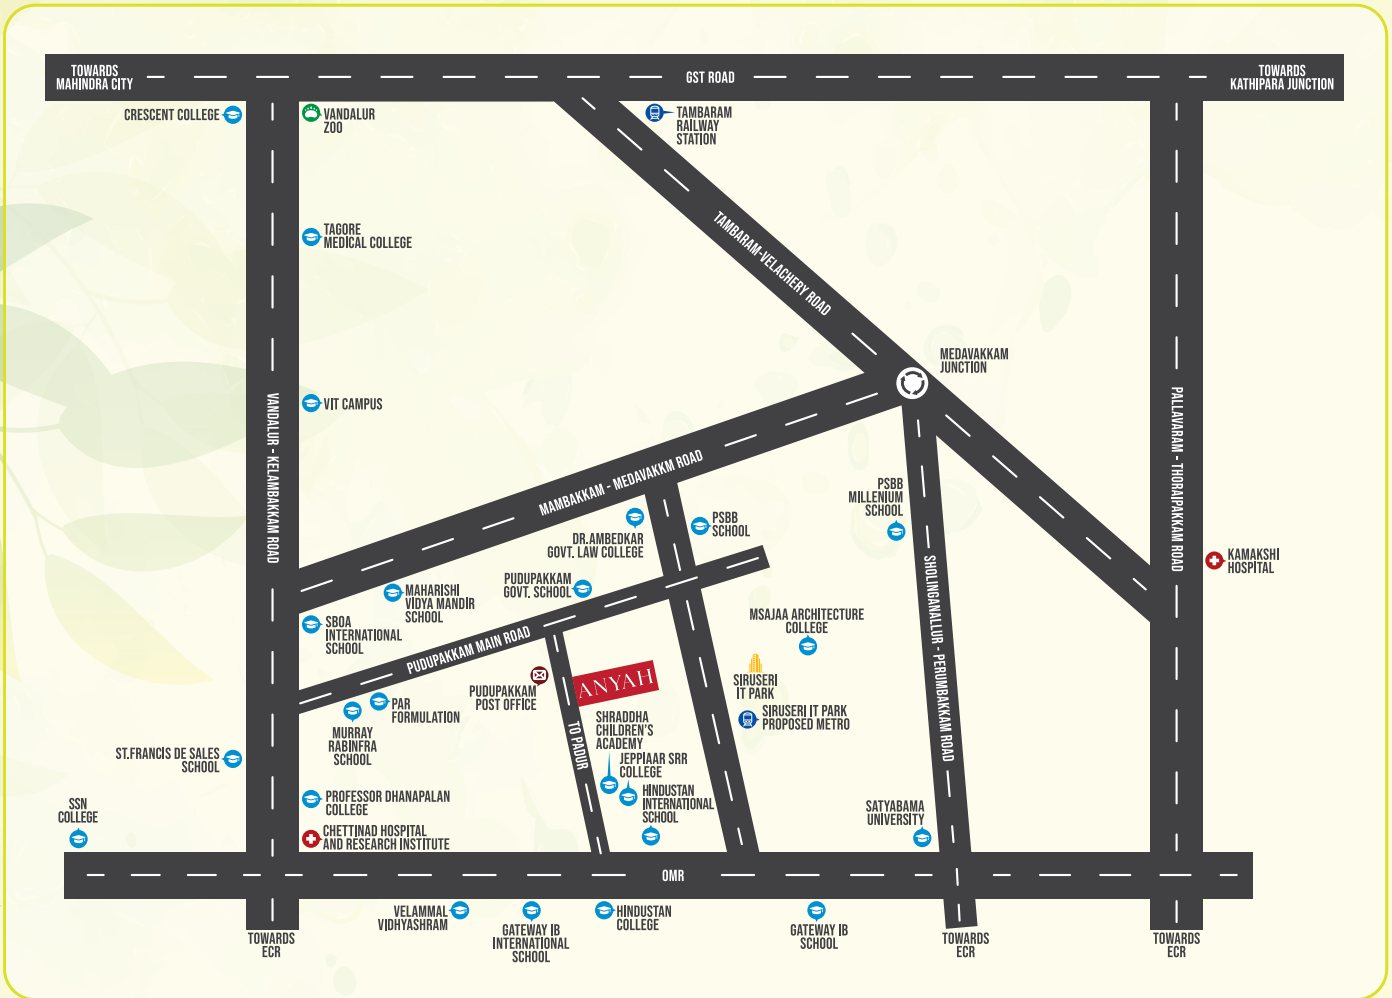 TOWARDS
MAHINDRA CITY
GST ROAD
TOWARDS
KATHIPARA JUNCTION
CRESCENT COLLEGE
VANDALUR
ZOO
TAMBARAM
RAILWAY
STATION
TAGORE
MEDICAL COLLEGE
TAMBARAM-VELACHERY ROAD
MEDAVAKKAM
JUNCTION
VIT CAMPUS
VANDALUR - KELAMBAKKAM ROAD
PALLAVARAM - THORAIPAKKAM ROAD
MAMBAKKAM - MEDAVAKKM ROAD
PSBB
MILLENIUM
SCHOOL
DR.AMBEDKAR
GOVT. LAW COLLEGE
PSBB
SCHOOL
KAMAKSHI
HOSPITAL
PUDUPAKKAM
GOVT. SCHOOL
MAHARISHI
VIDYA MANDIR
SCHOOL
SBOA
INTERNATIONAL
SCHOOL
MSAJAA ARCHITECTURE
COLLEGE
SHOLINGANALLUR - PERUMBAKKAM ROAD
PUDUPAKKAM MAIN ROAD
PUDUPAKKAM
POST OFFICE
ANYAH
SIRUSERI
IT PARK
PAR
FORMULATION
MURRAY
RABINFRA
SCHOOL
SIRUSERI IT PARK
PROPOSED METRO
TO PADUR
SHRADDHA
CHILDREN'S
ACADEMY
JEPPIAAR SRR
COLLEGE
HINDUSTAN
INTERNATIONAL
SCHOOL
ST.FRANCIS DE SALES
SCHOOL
SSN
COLLEGE
PROFESSOR DHANAPALAN
COLLEGE
CHETTINAD HOSPITAL
AND RESEARCH INSTITUTE
SATYABAMA
UNIVERSITY
OMR
VELAMMAL
VIDHYASHRAM
GATEWAY IB
INTERNATIONAL
SCHOOL
HINDUSTAN
COLLEGE
GATEWAY IB
SCHOOL
TOWARDS
ECR
TOWARDS
ECR
TOWARDS
ECR